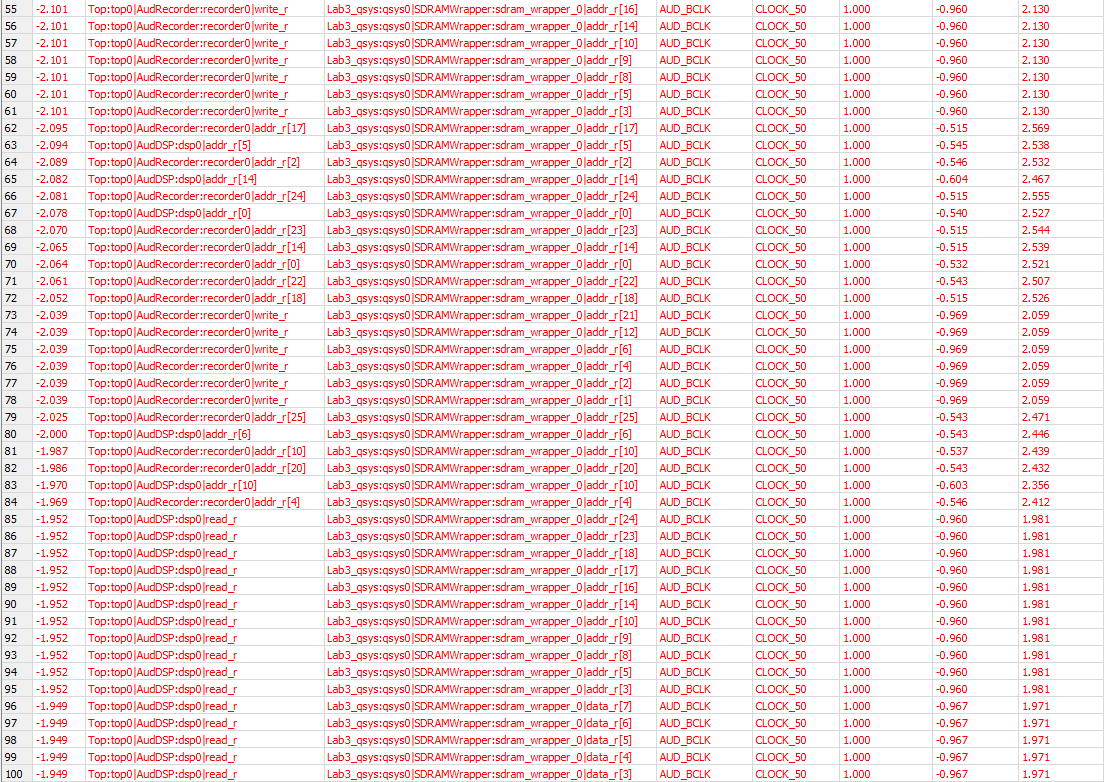 55 -2.101 Top:top0|AudRecorder:recorder0|write_r Lab3_qsys:qsys0|SDRAMWrapper:sdram_wrapper_0|addr_r[16] AUD_BCLK CLOCK_50 1.000 -0.960 2.130
56 -2.101 Top:top0|AudRecorder:recorder0|write_r Lab3_qsys:qsys0|SDRAMWrapper:sdram_wrapper_0|addr_r[14] AUD_BCLK CLOCK_50 1.000 -0.960 2.130
57 -2.101 Top:top0|AudRecorder:recorder0|write_r Lab3_qsys:qsys0|SDRAMWrapper:sdram_wrapper_0|addr_r[10] AUD_BCLK CLOCK_50 1.000 -0.960 2.130
58 -2.101 Top:top0|AudRecorder:recorder0|write_r Lab3_qsys:qsys0|SDRAMWrapper:sdram_wrapper_0|addr_r[9] AUD_BCLK CLOCK_50 1.000 -0.960 2.130
59 -2.101 Top:top0|AudRecorder:recorder0|write_r Lab3_qsys:qsys0|SDRAMWrapper:sdram_wrapper_0|addr_r[8] AUD_BCLK CLOCK_50 1.000 -0.960 2.130
60 -2.101 Top:top0|AudRecorder:recorder0|write_r Lab3_qsys:qsys0|SDRAMWrapper:sdram_wrapper_0|addr_r[5] AUD_BCLK CLOCK_50 1.000 -0.960 2.130
61 -2.101 Top:top0|AudRecorder:recorder0|write_r Lab3_qsys:qsys0|SDRAMWrapper:sdram_wrapper_0|addr_r[3] AUD_BCLK CLOCK_50 1.000 -0.960 2.130
62 -2.095 Top:top0|AudRecorder:recorder0|addr_r[17] Lab3_qsys:qsys0|SDRAMWrapper:sdram_wrapper_0|addr_r[17] AUD_BCLK CLOCK_50 1.000 -0.515 2.569
63 -2.094 Top:top0|AudDSP:dsp0|addr_r[5] Lab3_qsys:qsys0|SDRAMWrapper:sdram_wrapper_0|addr_r[5] AUD_BCLK CLOCK_50 1.000 -0.545 2.538
64 -2.089 Top:top0|AudRecorder:recorder0|addr_r[2] Lab3_qsys:qsys0|SDRAMWrapper:sdram_wrapper_0|addr_r[2] AUD_BCLK CLOCK_50 1.000 -0.546 2.532
65 -2.082 Top:top0|AudDSP:dsp0|addr_r[14] Lab3_qsys:qsys0|SDRAMWrapper:sdram_wrapper_0|addr_r[14] AUD_BCLK CLOCK_50 1.000 -0.604 2.467
66 -2.081 Top:top0|AudRecorder:recorder0|addr_r[24] Lab3_qsys:qsys0|SDRAMWrapper:sdram_wrapper_0|addr_r[24] AUD_BCLK CLOCK_50 1.000 -0.515 2.555
67 -2.078 Top:top0|AudDSP:dsp0|addr_r[0] Lab3_qsys:qsys0|SDRAMWrapper:sdram_wrapper_0|addr_r[0] AUD_BCLK CLOCK_50 1.000 -0.540 2.527
68 -2.070 Top:top0|AudRecorder:recorder0|addr_r[23] Lab3_qsys:qsys0|SDRAMWrapper:sdram_wrapper_0|addr_r[23] AUD_BCLK CLOCK_50 1.000 -0.515 2.544
69 -2.065 Top:top0|AudRecorder:recorder0|addr_r[14] Lab3_qsys:qsys0|SDRAMWrapper:sdram_wrapper_0|addr_r[14] AUD_BCLK CLOCK_50 1.000 -0.515 2.539
70 -2.064 Top:top0|AudRecorder:recorder0|addr_r[0] Lab3_qsys:qsys0|SDRAMWrapper:sdram_wrapper_0|addr_r[0] AUD_BCLK CLOCK_50 1.000 -0.532 2.521
71 -2.061 Top:top0|AudRecorder:recorder0|addr_r[22] Lab3_qsys:qsys0|SDRAMWrapper:sdram_wrapper_0|addr_r[22] AUD_BCLK CLOCK_50 1.000 -0.543 2.507
72 -2.052 Top:top0|AudRecorder:recorder0|addr_r[18] Lab3_qsys:qsys0|SDRAMWrapper:sdram_wrapper_0|addr_r[18] AUD_BCLK CLOCK_50 1.000 -0.515 2.526
73 -2.039 Top:top0|AudRecorder:recorder0|write_r Lab3_qsys:qsys0|SDRAMWrapper:sdram_wrapper_0|addr_r[21] AUD_BCLK CLOCK_50 1.000 -0.969 2.059
74 -2.039 Top:top0|AudRecorder:recorder0|write_r Lab3_qsys:qsys0|SDRAMWrapper:sdram_wrapper_0|addr_r[12] AUD_BCLK CLOCK_50 1.000 -0.969 2.059
75 -2.039 Top:top0|AudRecorder:recorder0|write_r Lab3_qsys:qsys0|SDRAMWrapper:sdram_wrapper_0|addr_r[6] AUD_BCLK CLOCK_50 1.000 -0.969 2.059
76 -2.039 Top:top0|AudRecorder:recorder0|write_r Lab3_qsys:qsys0|SDRAMWrapper:sdram_wrapper_0|addr_r[4] AUD_BCLK CLOCK_50 1.000 -0.969 2.059
77 -2.039 Top:top0|AudRecorder:recorder0|write_r Lab3_qsys:qsys0|SDRAMWrapper:sdram_wrapper_0|addr_r[2] AUD_BCLK CLOCK_50 1.000 -0.969 2.059
78 -2.039 Top:top0|AudRecorder:recorder0|write_r Lab3_qsys:qsys0|SDRAMWrapper:sdram_wrapper_0|addr_r[1] AUD_BCLK CLOCK_50 1.000 -0.969 2.059
79 -2.025 Top:top0|AudRecorder:recorder0|addr_r[25] Lab3_qsys:qsys0|SDRAMWrapper:sdram_wrapper_0|addr_r[25] AUD_BCLK CLOCK_50 1.000 -0.543 2.471
80 -2.000 Top:top0|AudDSP:dsp0|addr_r[6] Lab3_qsys:qsys0|SDRAMWrapper:sdram_wrapper_0|addr_r[6] AUD_BCLK CLOCK_50 1.000 -0.543 2.446
81 -1.987 Top:top0|AudRecorder:recorder0|addr_r[10] Lab3_qsys:qsys0|SDRAMWrapper:sdram_wrapper_0|addr_r[10] AUD_BCLK CLOCK_50 1.000 -0.537 2.439
82 -1.986 Top:top0|AudRecorder:recorder0|addr_r[20] Lab3_qsys:qsys0|SDRAMWrapper:sdram_wrapper_0|addr_r[20] AUD_BCLK CLOCK_50 1.000 -0.543 2.432
83 -1.970 Top:top0|AudDSP:dsp0|addr_r[10] Lab3_qsys:qsys0|SDRAMWrapper:sdram_wrapper_0|addr_r[10] AUD_BCLK CLOCK_50 1.000 -0.603 2.356
84 -1.969 Top:top0|AudRecorder:recorder0|addr_r[4] Lab3_qsys:qsys0|SDRAMWrapper:sdram_wrapper_0|addr_r[4] AUD_BCLK CLOCK_50 1.000 -0.546 2.412
85 -1.952 Top:top0|AudDSP:dsp0|read_r Lab3_qsys:qsys0|SDRAMWrapper:sdram_wrapper_0|addr_r[24] AUD_BCLK CLOCK_50 1.000 -0.960 1.981
86 -1.952 Top:top0|AudDSP:dsp0|read_r Lab3_qsys:qsys0|SDRAMWrapper:sdram_wrapper_0|addr_r[23] AUD_BCLK CLOCK_50 1.000 -0.960 1.981
87 -1.952 Top:top0|AudDSP:dsp0|read_r Lab3_qsys:qsys0|SDRAMWrapper:sdram_wrapper_0|addr_r[18] AUD_BCLK CLOCK_50 1.000 -0.960 1.981
88 -1.952 Top:top0|AudDSP:dsp0|read_r Lab3_qsys:qsys0|SDRAMWrapper:sdram_wrapper_0|addr_r[17] AUD_BCLK CLOCK_50 1.000 -0.960 1.981
89 -1.952 Top:top0|AudDSP:dsp0|read_r Lab3_qsys:qsys0|SDRAMWrapper:sdram_wrapper_0|addr_r[16] AUD_BCLK CLOCK_50 1.000 -0.960 1.981
90 -1.952 Top:top0|AudDSP:dsp0|read_r Lab3_qsys:qsys0|SDRAMWrapper:sdram_wrapper_0|addr_r[14] AUD_BCLK CLOCK_50 1.000 -0.960 1.981
91 -1.952 Top:top0|AudDSP:dsp0|read_r Lab3_qsys:qsys0|SDRAMWrapper:sdram_wrapper_0|addr_r[10] AUD_BCLK CLOCK_50 1.000 -0.960 1.981
92 -1.952 Top:top0|AudDSP:dsp0|read_r Lab3_qsys:qsys0|SDRAMWrapper:sdram_wrapper_0|addr_r[9] AUD_BCLK CLOCK_50 1.000 -0.960 1.981
93 -1.952 Top:top0|AudDSP:dsp0|read_r Lab3_qsys:qsys0|SDRAMWrapper:sdram_wrapper_0|addr_r[8] AUD_BCLK CLOCK_50 1.000 -0.960 1.981
94 -1.952 Top:top0|AudDSP:dsp0|read_r Lab3_qsys:qsys0|SDRAMWrapper:sdram_wrapper_0|addr_r[5] AUD_BCLK CLOCK_50 1.000 -0.960 1.981
95 -1.952 Top:top0|AudDSP:dsp0|read_r Lab3_qsys:qsys0|SDRAMWrapper:sdram_wrapper_0|addr_r[3] AUD_BCLK CLOCK_50 1.000 -0.960 1.981
96 -1.949 Top:top0|AudDSP:dsp0|read_r Lab3_qsys:qsys0|SDRAMWrapper:sdram_wrapper_0|data_r[7] AUD_BCLK CLOCK_50 1.000 -0.967 1.971
97 -1.949 Top:top0|AudDSP:dsp0|read_r Lab3_qsys:qsys0|SDRAMWrapper:sdram_wrapper_0|data_r[6] AUD_BCLK CLOCK_50 1.000 -0.967 1.971
98 -1.949 Top:top0|AudDSP:dsp0|read_r Lab3_qsys:qsys0|SDRAMWrapper:sdram_wrapper_0|data_r[5] AUD_BCLK CLOCK_50 1.000 -0.967 1.971
99 -1.949 Top:top0|AudDSP:dsp0|read_r Lab3_qsys:qsys0|SDRAMWrapper:sdram_wrapper_0|data_r[4] AUD_BCLK CLOCK_50 1.000 -0.967 1.971
100 -1.949 Top:top0|AudDSP:dsp0|read_r Lab3_qsys:qsys0|SDRAMWrapper:sdram_wrapper_0|data_r[3] AUD_BCLK CLOCK_50 1.000 -0.967 1.971